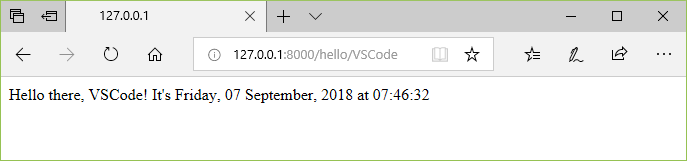 127.0.0.1
127.0.0.1:8000/hello/VSCode
Hello there, VSCode! It's Friday, 07 September, 2018 at 07:46:32